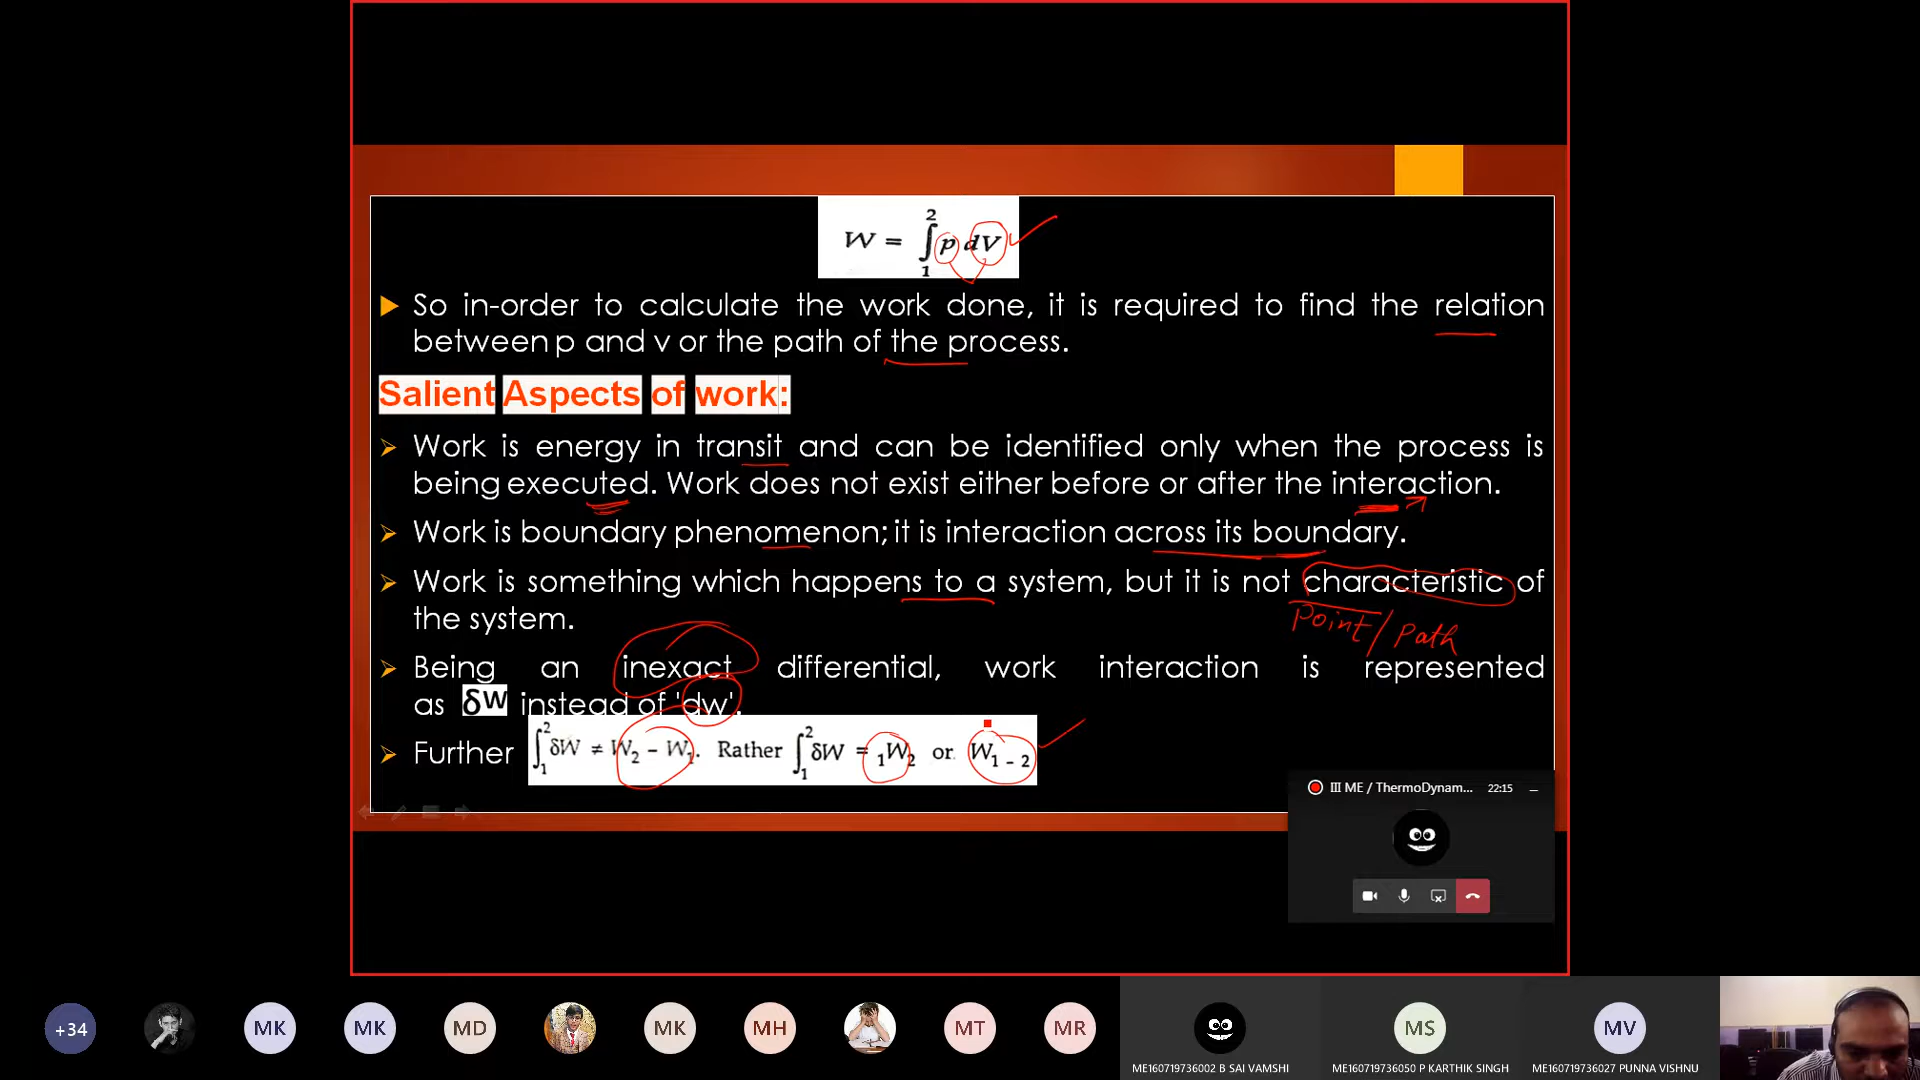 W = ∫₁² p dV
So in-order to calculate the work done, it is required to find the relation
between p and v or the path of the process.
Salient Aspects of work:
Work is energy in transit and can be identified only when the process is
being executed. Work does not exist either before or after the interaction.
Work is boundary phenomenon; it is interaction across its boundary.
Work is something which happens to a system, but it is not characteristic of
the system.
Point / Path
Being an inexact differential, work interaction is represented
as δW instead of 'dw'.
Further ∫₁² δW ≠ W₂ – W₁. Rather ∫₁² δW = ₁W₂ or W₁₋₂
III ME / ThermoDynam... 22:15
+34
MK
MK
MD
MK
MH
MT
MR
MS
MV
ME160719736002 B SAI VAMSHI
ME160719736050 P KARTHIK SINGH
ME160719736027 PUNNA VISHNU